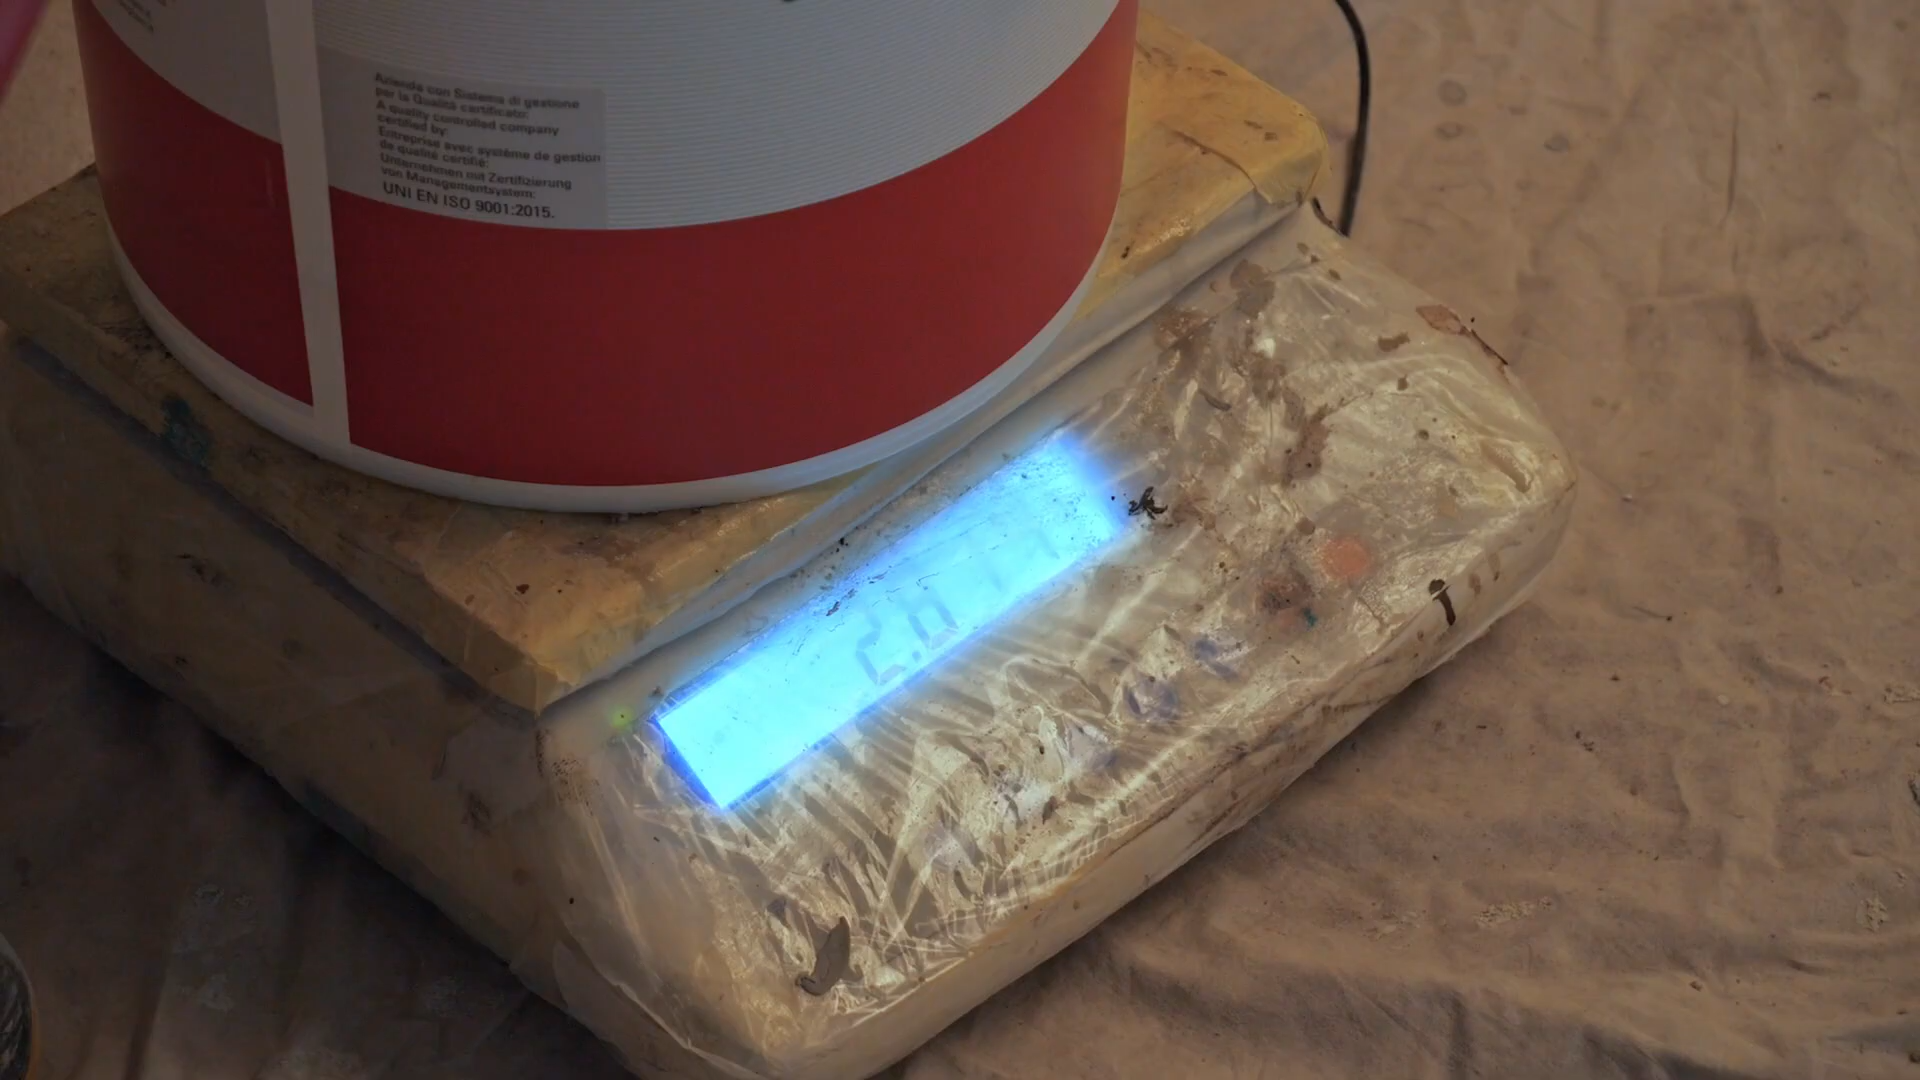 Azienda con Sistema di gestione
per la Qualità certificato:
A quality controlled company
certified by:
Entreprise avec système de gestion
de qualité certifié:
Unternehmen mit Zertifizierung
von Managementsystem:
UNI EN ISO 9001:2015.